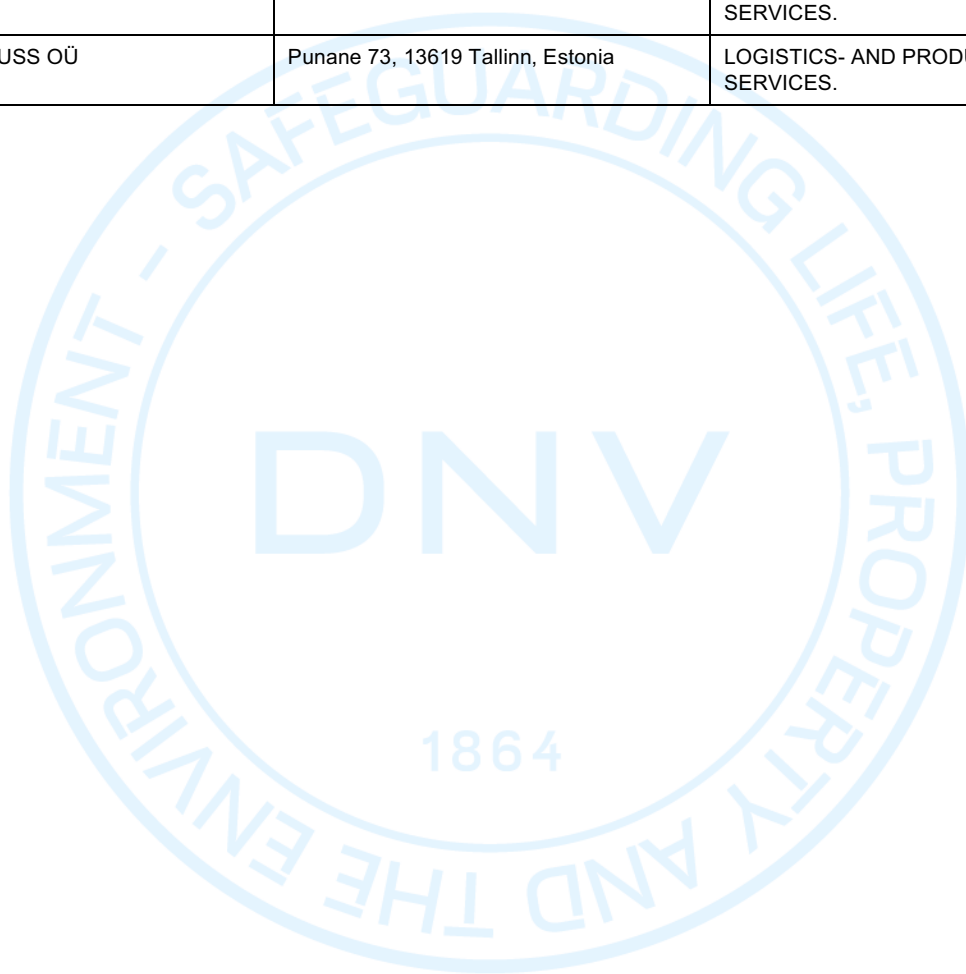 SERVICES.
USS OÜ
Punane 73, 13619 Tallinn, Estonia
LOGISTICS- AND PRODU
SERVICES.
SAFEGUARDING LIFE, PROPERTY AND THE ENVIRONMENT -
DNV
1864